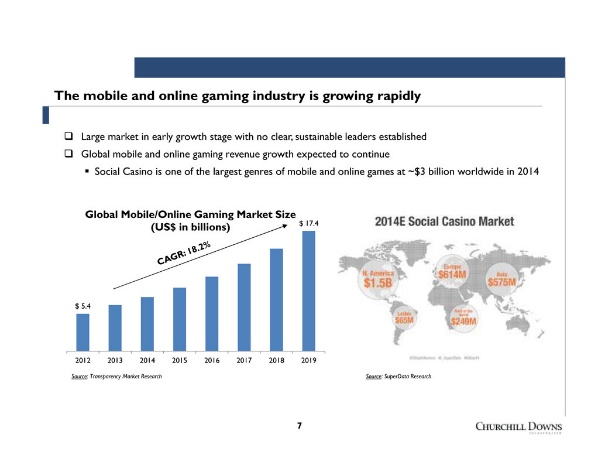 The mobile and online gaming industry is growing rapidly
Large market in early growth stage with no clear, sustainable leaders established
Global mobile and online gaming revenue growth expected to continue
Social Casino is one of the largest genres of mobile and online games at ~$3 billion worldwide in 2014
Global Mobile/Online Gaming Market Size
(US$ in billions)
$ 17.4
CAGR: 18.2%
$ 5.4
2012 2013 2014 2015 2016 2017 2018 2019
Source: Transparency Market Research
2014E Social Casino Market
N. America
$1.5B
Europe
$614M
Asia
$575M
LatAm
$65M
Rest of the World
$249M
Source: SuperData Research
7
CHURCHILL DOWNS
INCORPORATED